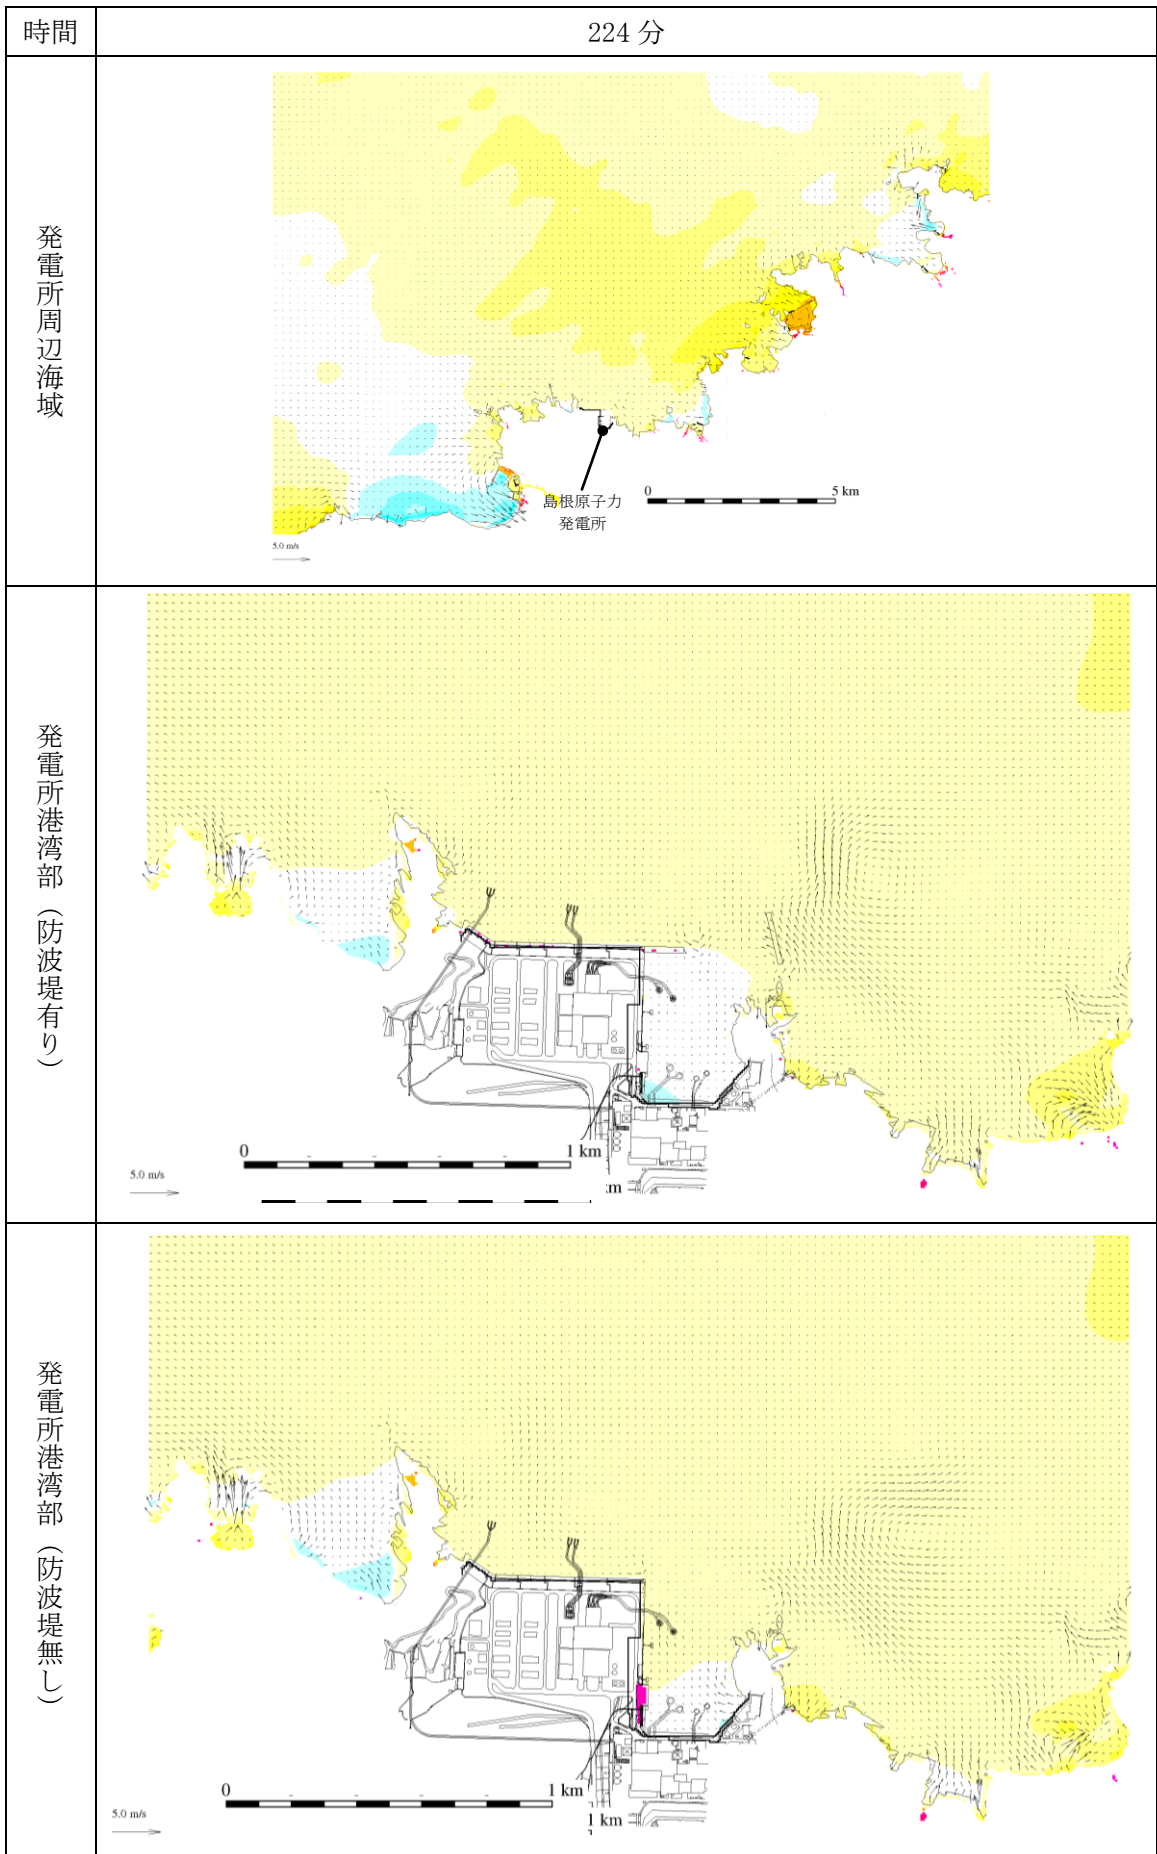 時間
224 分
発電所周辺海域
島根原子力
発電所
0
5 km
5.0 m/s
発電所港湾部（防波堤有り）
0
1 km
5.0 m/s
km
発電所港湾部（防波堤無し）
0
1 km
5.0 m/s
1 km